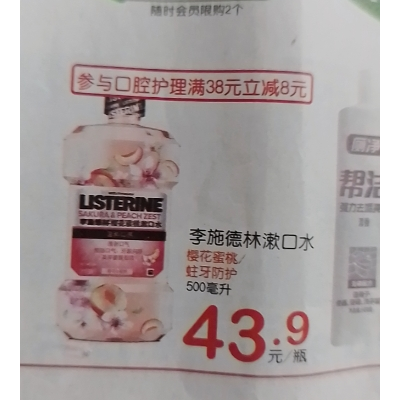 随时会员限购2个
参与口腔护理满38元立减8元
LISTERINE
SAKURA & PEACH ZEST
李施德林漱口水
樱花蜜桃/
蛀牙防护
500毫升
43.9
元/瓶
帮洁